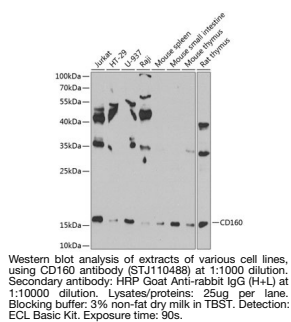 Jurkat
HT-29
U-937
Raji
Mouse spleen
Mouse small intestine
Mouse thymus
Rat thymus
100kDa
70kDa
55kDa
40kDa
35kDa
25kDa
15kDa
CD160
10kDa
Western blot analysis of extracts of various cell lines,
using CD160 antibody (STJ110488) at 1:1000 dilution.
Secondary antibody: HRP Goat Anti-rabbit IgG (H+L) at
1:10000 dilution. Lysates/proteins: 25ug per lane.
Blocking buffer: 3% non-fat dry milk in TBST. Detection:
ECL Basic Kit. Exposure time: 90s.